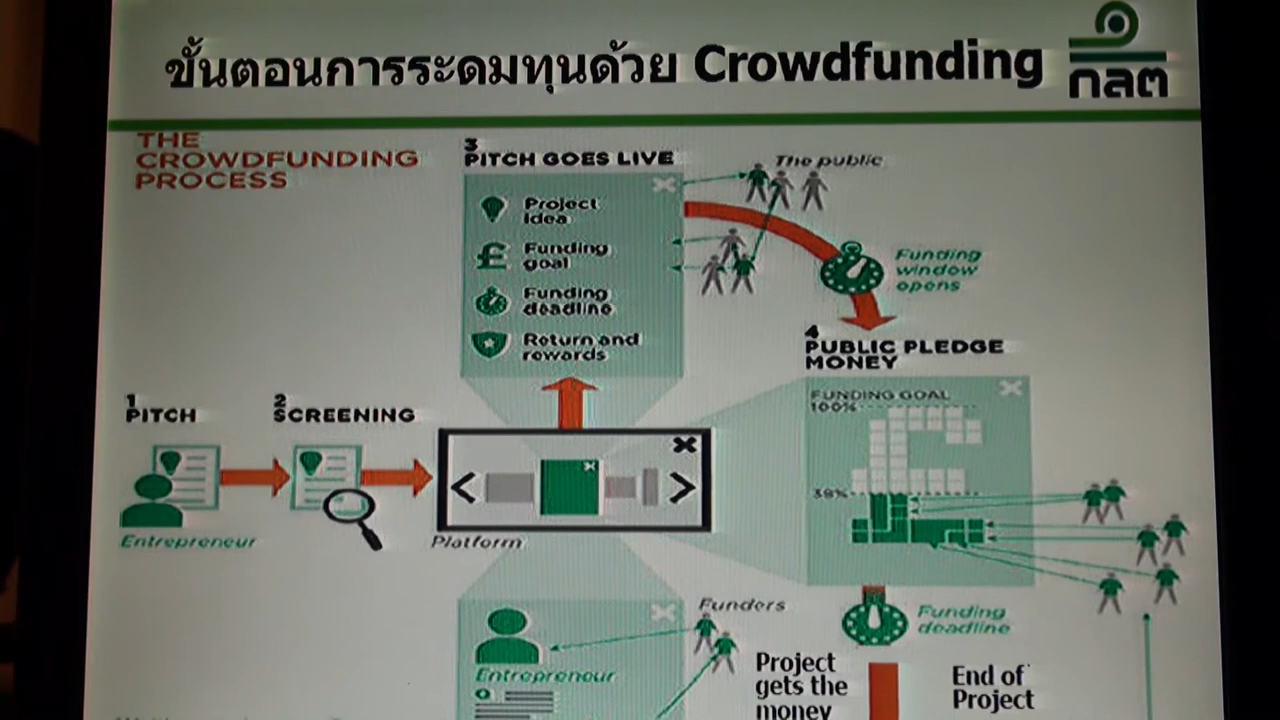 ขั้นตอนการระดมทุนด้วย Crowdfunding
กลต
THE
CROWDFUNDING
PROCESS
3
PITCH GOES LIVE
The public
Project
idea
Funding
goal
Funding
deadline
Return and
rewards
Funding
window
opens
4
PUBLIC PLEDGE
MONEY
FUNDING GOAL
100%
38%
1
PITCH
2
SCREENING
Entrepreneur
Platform
Funders
Entrepreneur
Funding
deadline
Project
gets the
money
End of
Project